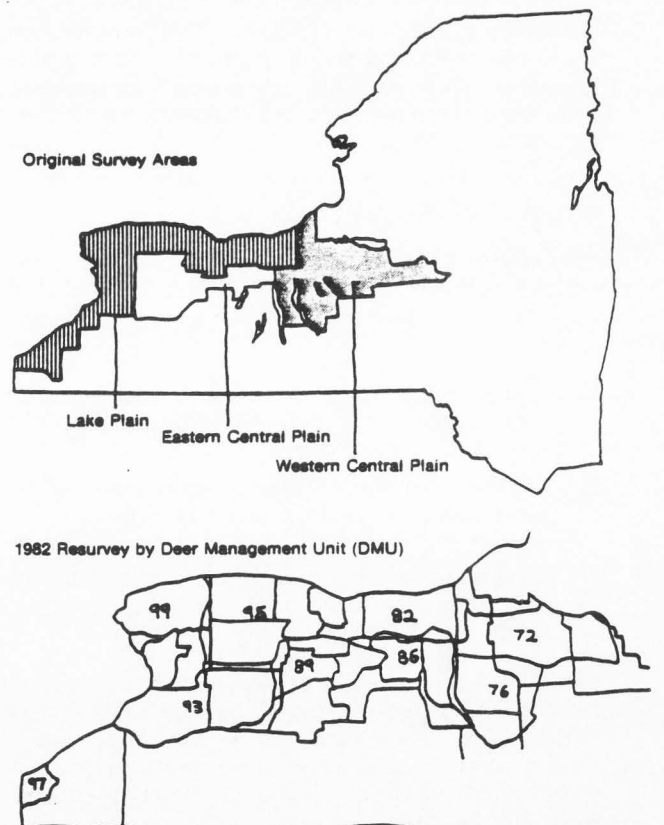 Original Survey Areas
Lake Plain
Eastern Central Plain
Western Central Plain
1982 Resurvey by Deer Management Unit (DMU)
99
95
82
72
89
86
76
93
97